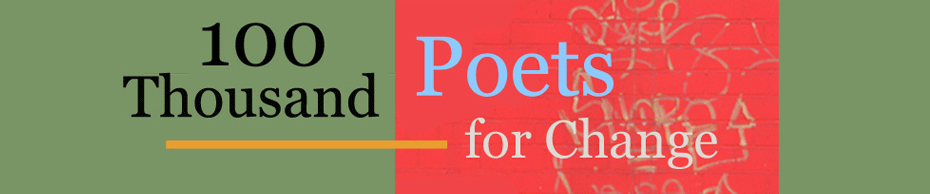 100
Thousand
Poets
for Change